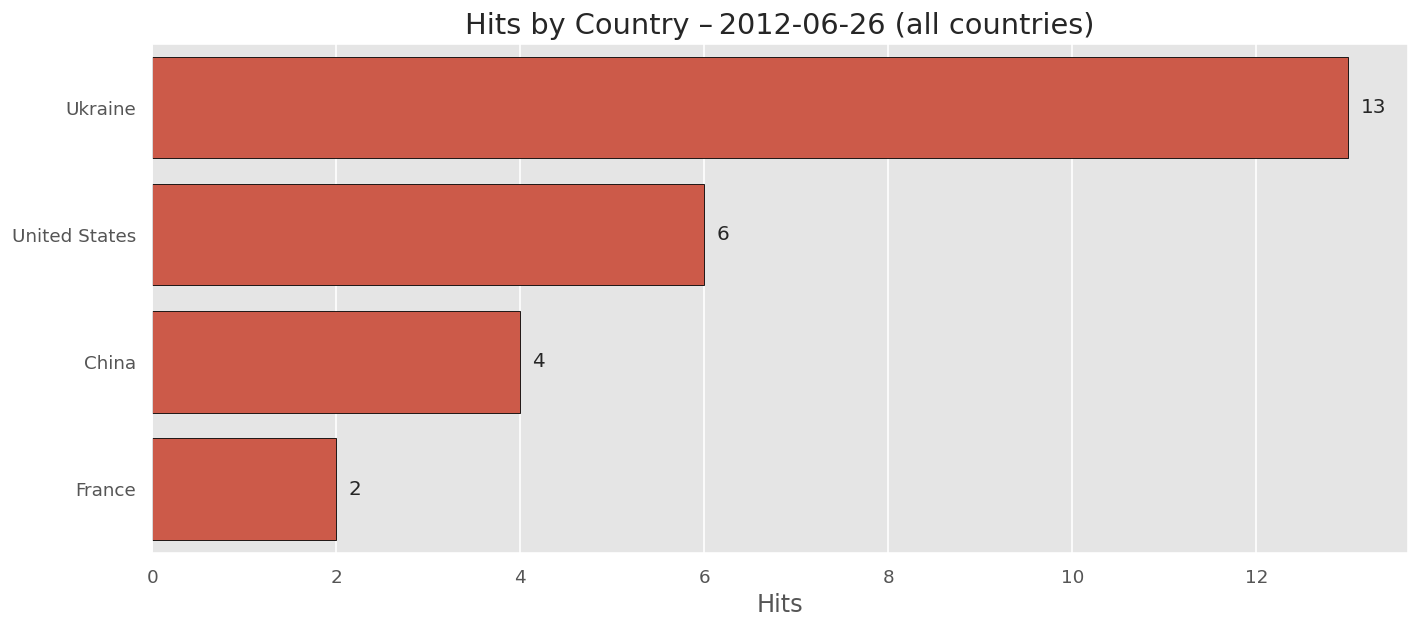 Hits by Country – 2012-06-26 (all countries)
Ukraine
13
United States
6
China
4
France
2
0 2 4 6 8 10 12
Hits